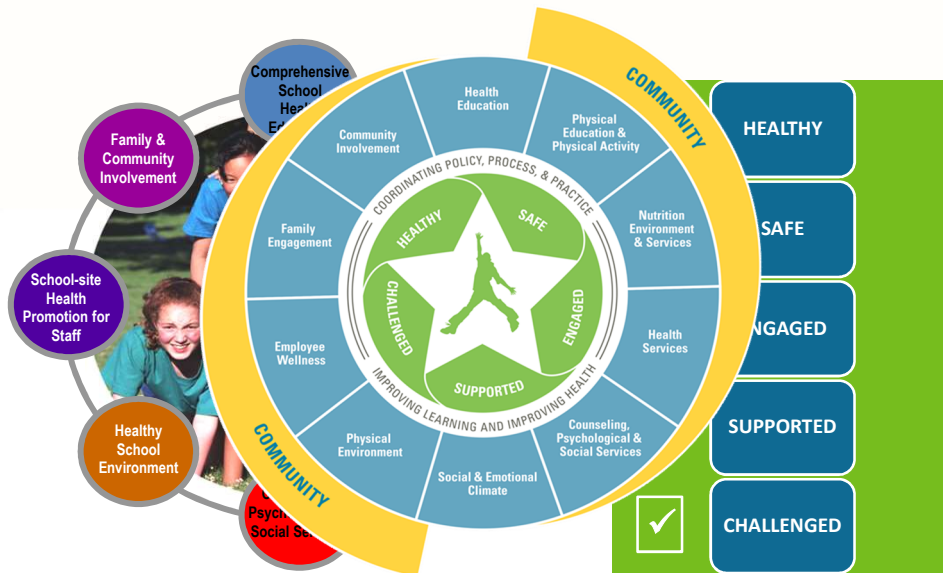 Comprehensive
School
Family &
Community
Involvement
School-site
Health
Promotion for
Staff
Healthy
School
Environment
Social
COMMUNITY
Health
Education
Physical
Education &
Physical Activity
Nutrition
Environment
& Services
Health
Services
Counseling,
Psychological &
Social Services
Social & Emotional
Climate
Physical
Environment
Employee
Wellness
Family
Engagement
Community
Involvement
COMMUNITY
COORDINATING POLICY, PROCESS, & PRACTICE
IMPROVING LEARNING AND IMPROVING HEALTH
HEALTHY
SAFE
ENGAGED
SUPPORTED
CHALLENGED
HEALTHY
SAFE
NGAGED
SUPPORTED
CHALLENGED